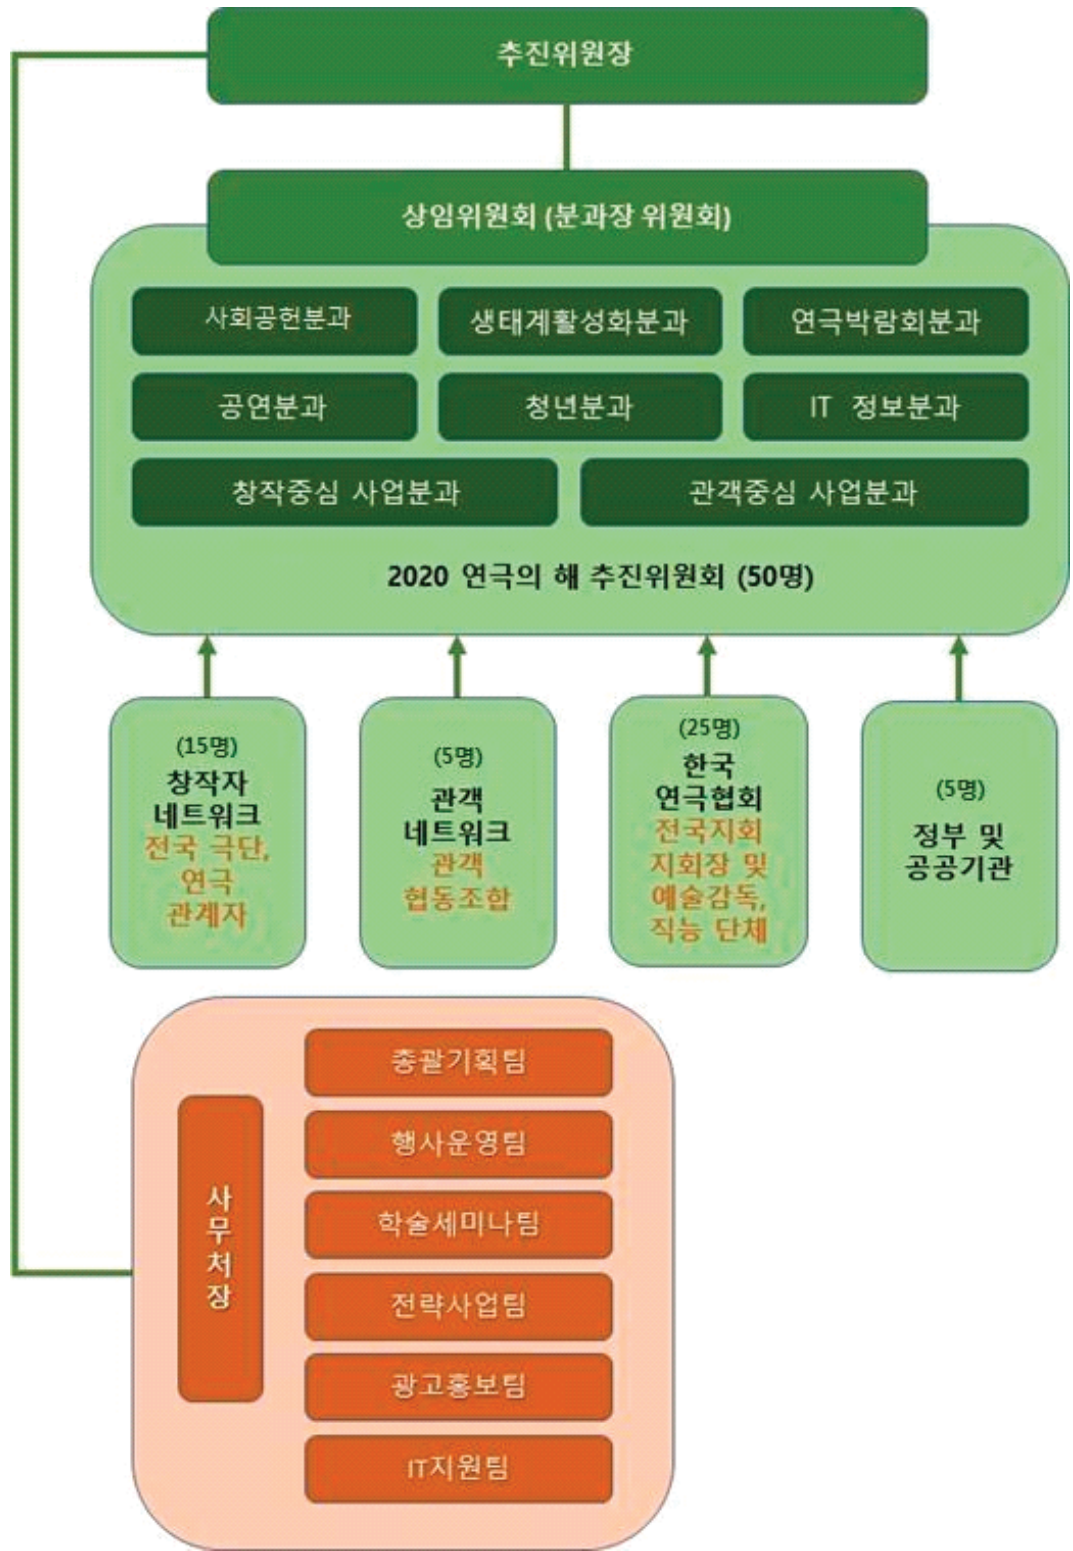 추진위원장
상임위원회 (분과장 위원회)
사회공헌분과
생태계활성화분과
연극박람회분과
공연분과
청년분과
IT 정보분과
창작중심 사업분과
관객중심 사업분과
2020 연극의 해 추진위원회 (50명)
(15명)
창작자
네트워크
전국 극단,
연극
관계자
(5명)
관객
네트워크
관객
협동조합
(25명)
한국
연극협회
전국지회
지회장 및
예술감독,
직능 단체
(5명)
정부 및
공공기관
사무처장
총괄기획팀
행사운영팀
학술세미나팀
전략사업팀
광고홍보팀
IT지원팀